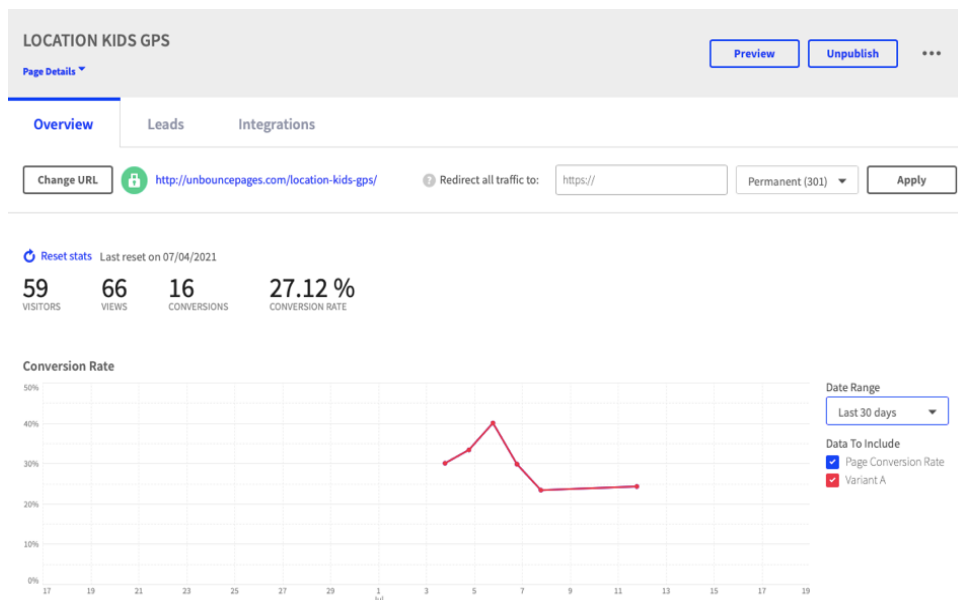 LOCATION KIDS GPS
Page Details
Preview
Unpublish
Overview
Leads
Integrations
Change URL
http://unbouncepages.com/location-kids-gps/
? Redirect all traffic to:
https://
Permanent (301)
Apply
Reset stats Last reset on 07/04/2021
59 66 16 27.12 %
VISITORS VIEWS CONVERSIONS CONVERSION RATE
Conversion Rate
50%
40%
30%
20%
10%
0%
17 19 21 23 25 27 29 1 3 5 7 9 11 13 15 17 19
Jul
Date Range
Last 30 days
Data To Include
Page Conversion Rate
Variant A